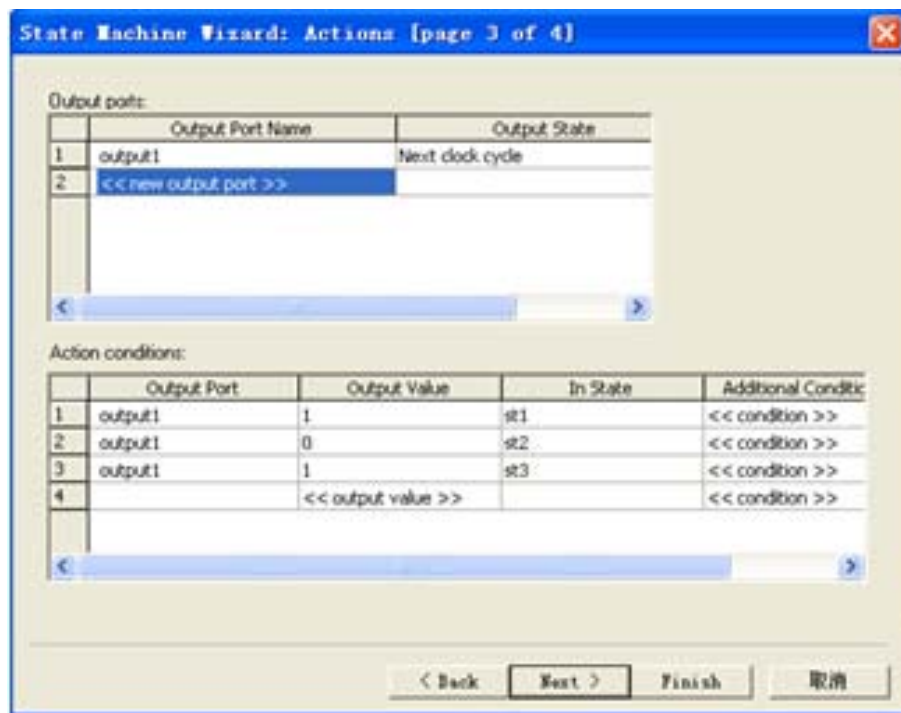 State Machine Wizard: Actions [page 3 of 4]
Output ports:
Output Port Name Output State
1 output1 Next clock cycle
2 << new output port >>
Action conditions:
Output Port Output Value In State Additional Conditic
1 output1 1 st1 << condition >>
2 output1 0 st2 << condition >>
3 output1 1 st3 << condition >>
4 << output value >> << condition >>
< Back Next > Finish 取消